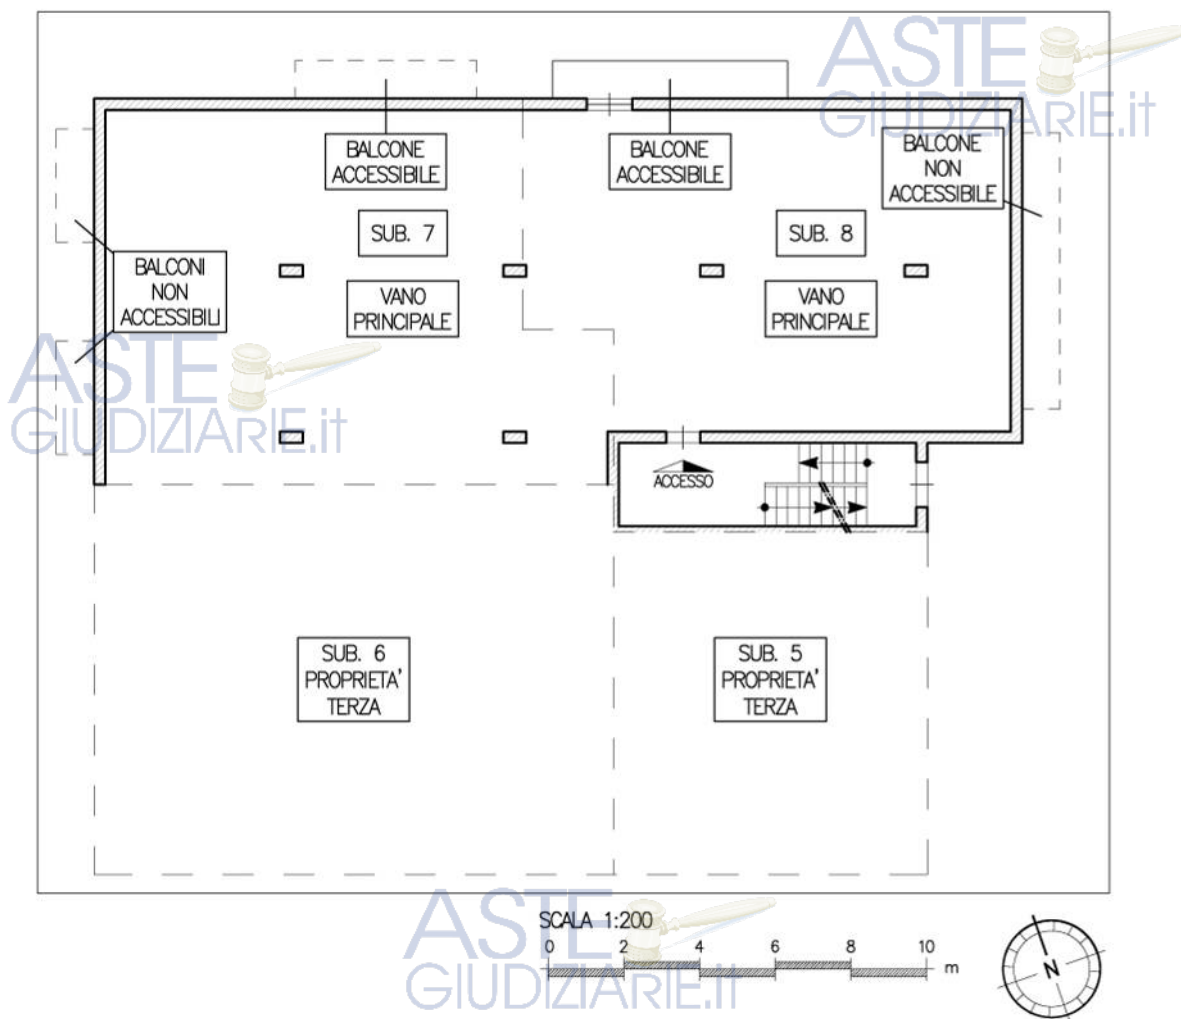 ASTE
GIUDIZIARIE.it
BALCONE
ACCESSIBILE
BALCONE
ACCESSIBILE
BALCONE
NON
ACCESSIBILE
SUB. 7
SUB. 8
BALCONI
NON
ACCESSIBILI
VANO
PRINCIPALE
VANO
PRINCIPALE
ASTE
GIUDIZIARIE.it
ACCESSO
SUB. 6
PROPRIETA'
TERZA
SUB. 5
PROPRIETA'
TERZA
ASTE
GIUDIZIARIE.it
SCALA 1:200
0 2 4 6 8 10
m
N